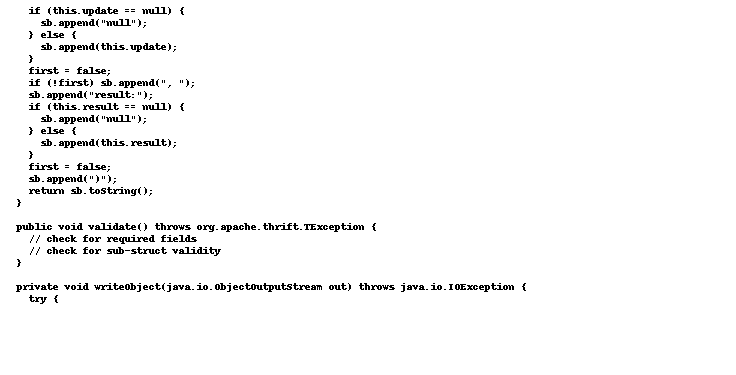 if (this.update == null) {
sb.append("null");
} else {
sb.append(this.update);
}
first = false;
if (!first) sb.append(", ");
sb.append("result:");
if (this.result == null) {
sb.append("null");
} else {
sb.append(this.result);
}
first = false;
sb.append(")");
return sb.toString();
}
public void validate() throws org.apache.thrift.TException {
// check for required fields
// check for sub-struct validity
}
private void writeObject(java.io.ObjectOutputStream out) throws java.io.IOException {
try {